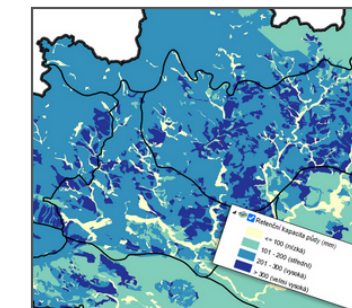 Retenční kapacita půdy (mm)
<= 100 (nízká)
101 - 200 (střední)
201 - 300 (vysoká)
> 300 (velmi vysoká)